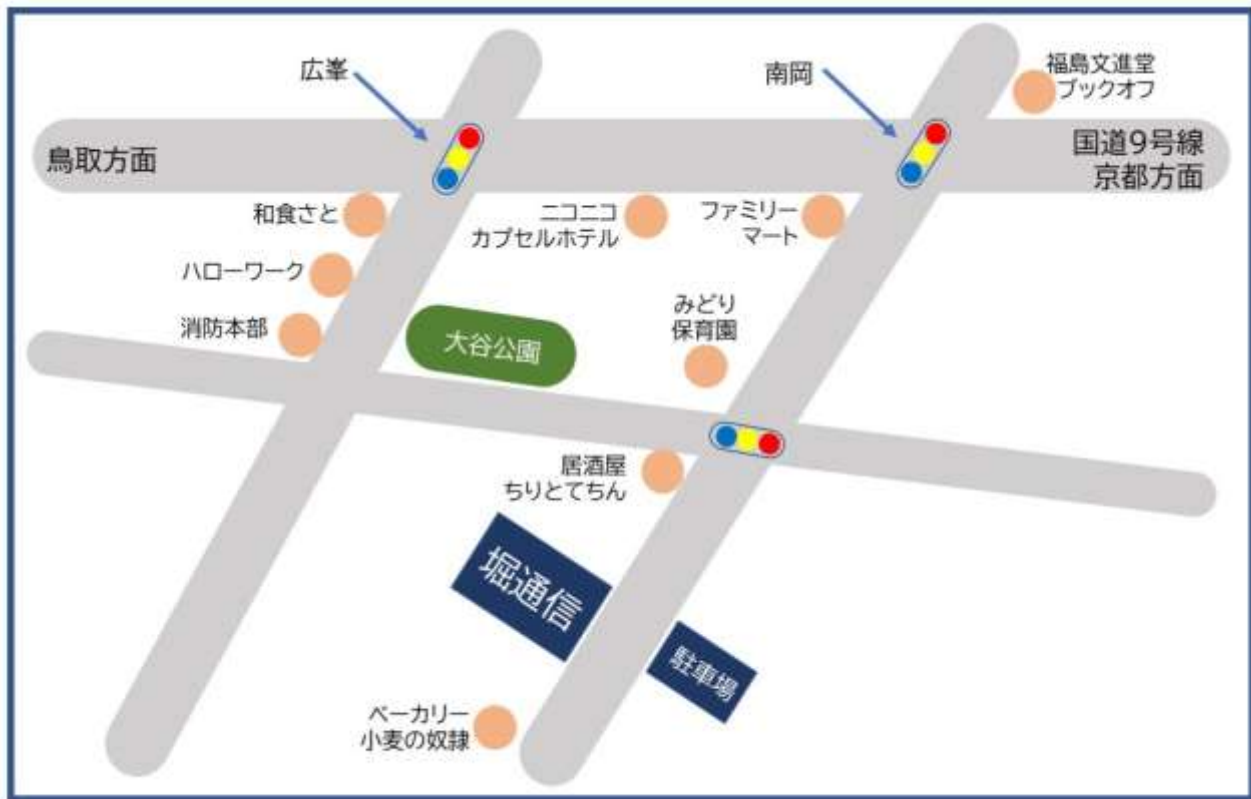 広峯
南岡
福島文進堂
ブックオフ
鳥取方面
国道9号線
京都方面
和食さと
ニコニコ
カプセルホテル
ファミリー
マート
ハローワーク
消防本部
大谷公園
みどり
保育園
居酒屋
ちりとてちん
堀通信
駐車場
ベーカリー
小麦の奴隷